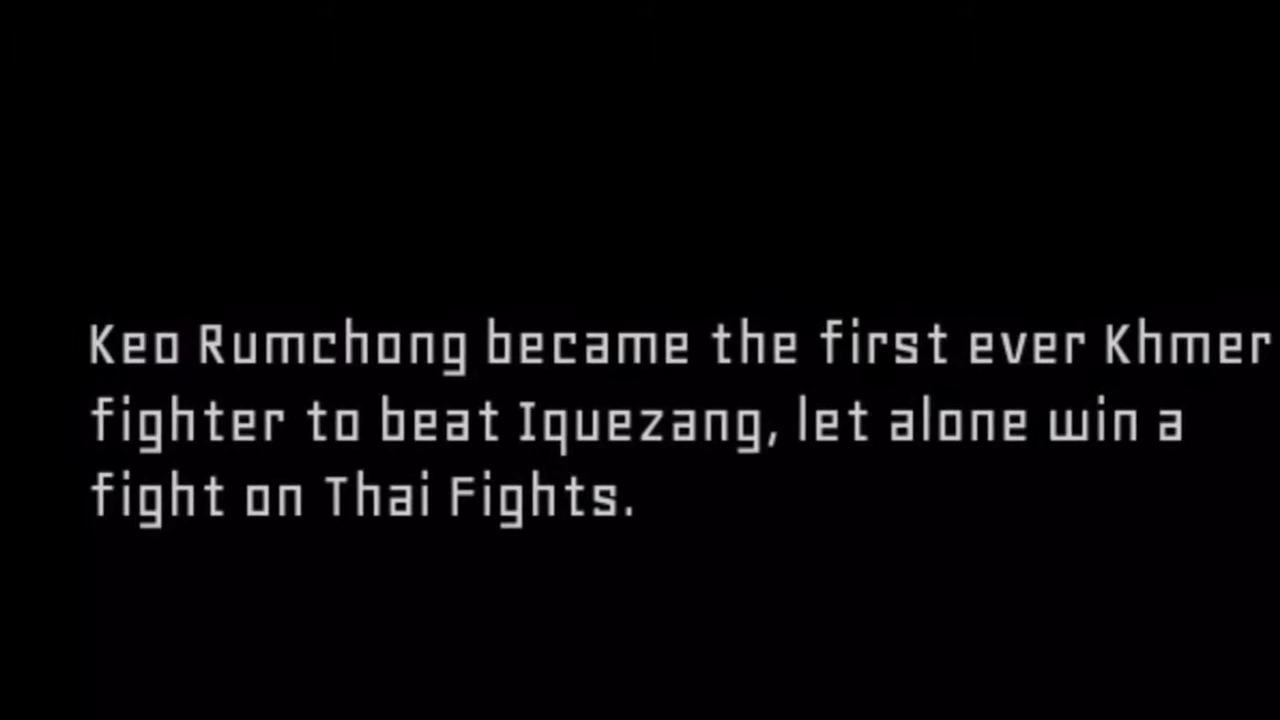 Keo Rumchong became the first ever Khmer
fighter to beat Iquezang, let alone win a
fight on Thai Fights.